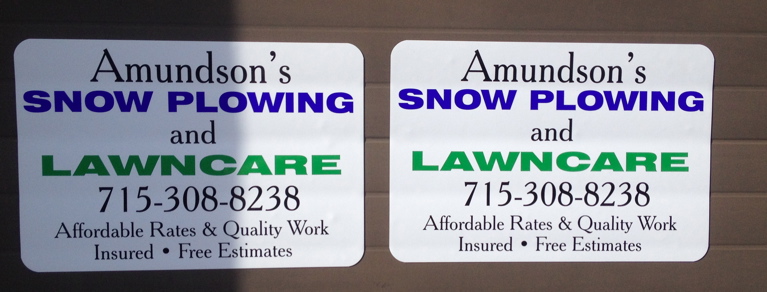 Amundson's
SNOW PLOWING
and
LAWNCARE
715-308-8238
Affordable Rates & Quality Work
Insured • Free Estimates
Amundson's
SNOW PLOWING
and
LAWNCARE
715-308-8238
Affordable Rates & Quality Work
Insured • Free Estimates